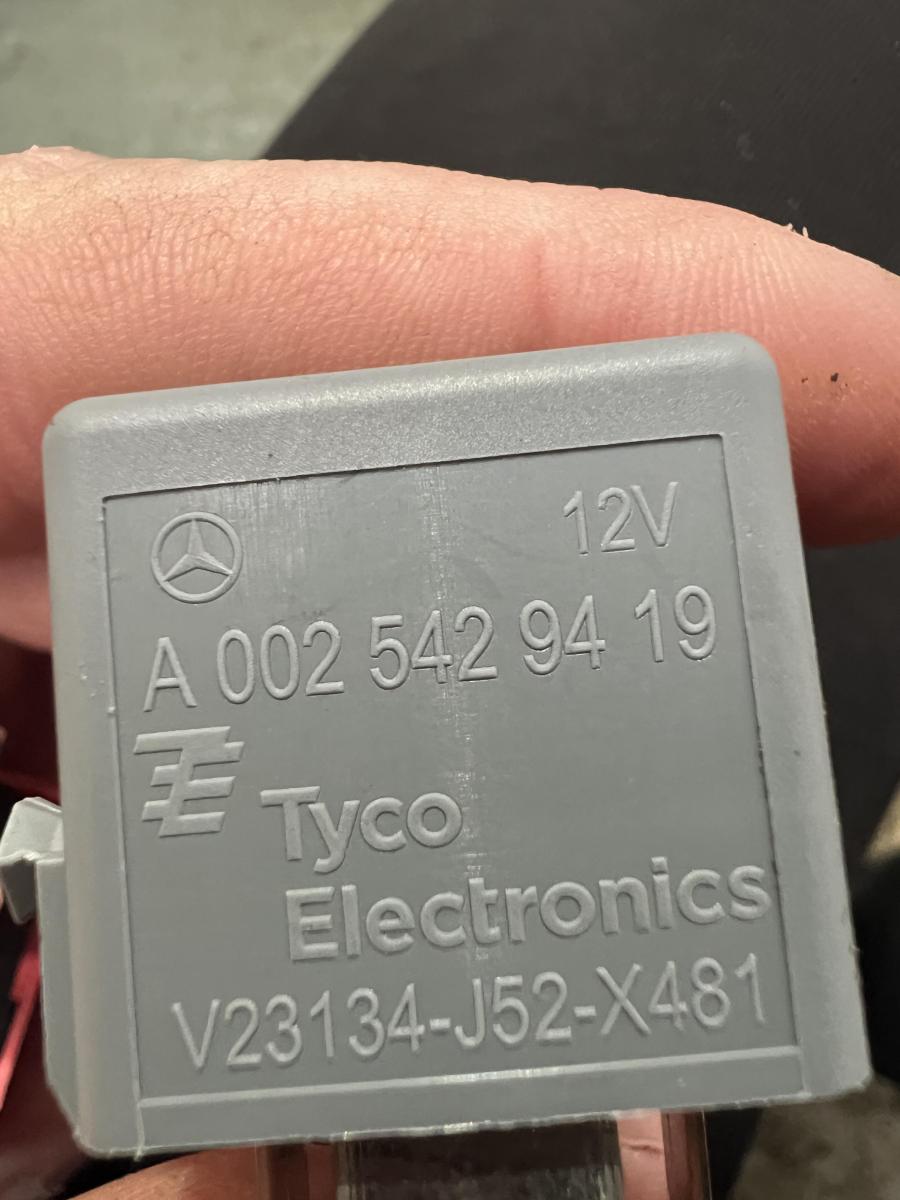 12V
A 002 542 94 19
Tyco
Electronics
V23134-J52-X481